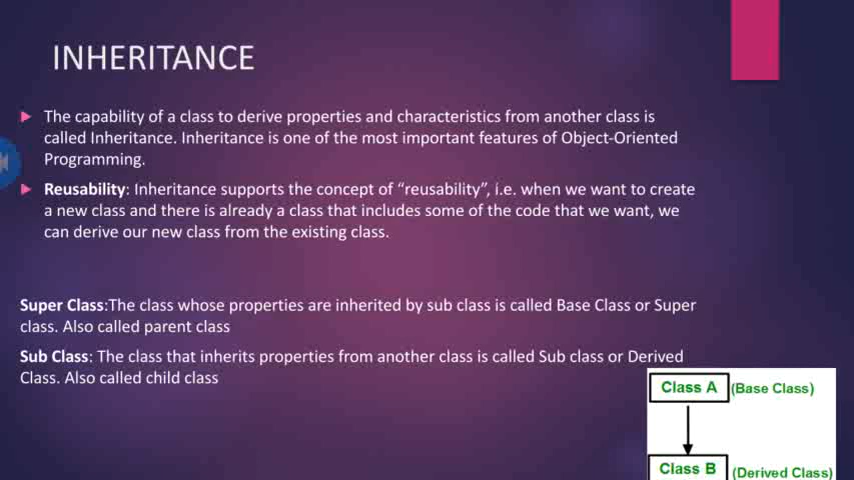 INHERITANCE
The capability of a class to derive properties and characteristics from another class is
called Inheritance. Inheritance is one of the most important features of Object-Oriented
Programming.
Reusability: Inheritance supports the concept of “reusability”, i.e. when we want to create
a new class and there is already a class that includes some of the code that we want, we
can derive our new class from the existing class.
Super Class:The class whose properties are inherited by sub class is called Base Class or Super
class. Also called parent class
Sub Class: The class that inherits properties from another class is called Sub class or Derived
Class. Also called child class
Class A (Base Class)
Class B (Derived Class)